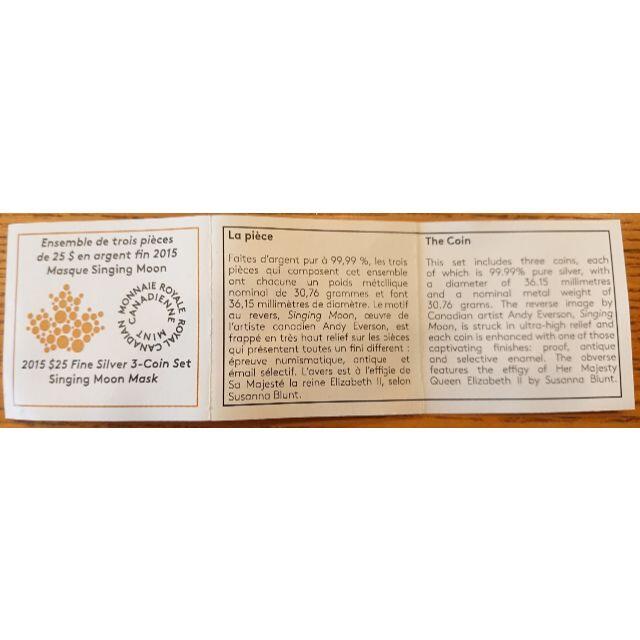 Ensemble de trois pièces
de 25 $ en argent fin 2015
Masque Singing Moon
MONNAIE ROYALE CANADIENNE
ROYAL CANADIAN MINT
2015 $25 Fine Silver 3-Coin Set
Singing Moon Mask
La pièce
Faites d'argent pur à 99,99 %, les trois
pièces qui composent cet ensemble
ont chacune un poids métallique
nominal de 30,76 grammes et font
36,15 millimètres de diamètre. Le motif
au revers, Singing Moon, œuvre de
l'artiste canadien Andy Everson, est
frappé en très haut relief sur les pièces
qui présentent toutes un fini différent :
épreuve numismatique, antique et
émail sélectif. L'avers est à l'effigie de
Sa Majesté la reine Elizabeth II, selon
Susanna Blunt.
The Coin
This set includes three coins, each
of which is 99.99% pure silver, with
a diameter of 36.15 millimetres
and a nominal metal weight of
30.76 grams. The reverse image by
Canadian artist Andy Everson, Singing
Moon, is struck in ultra-high relief and
each coin is enhanced with one of those
captivating finishes: proof, antique
and selective enamel. The obverse
features the effigy of Her Majesty
Queen Elizabeth II by Susanna Blunt.